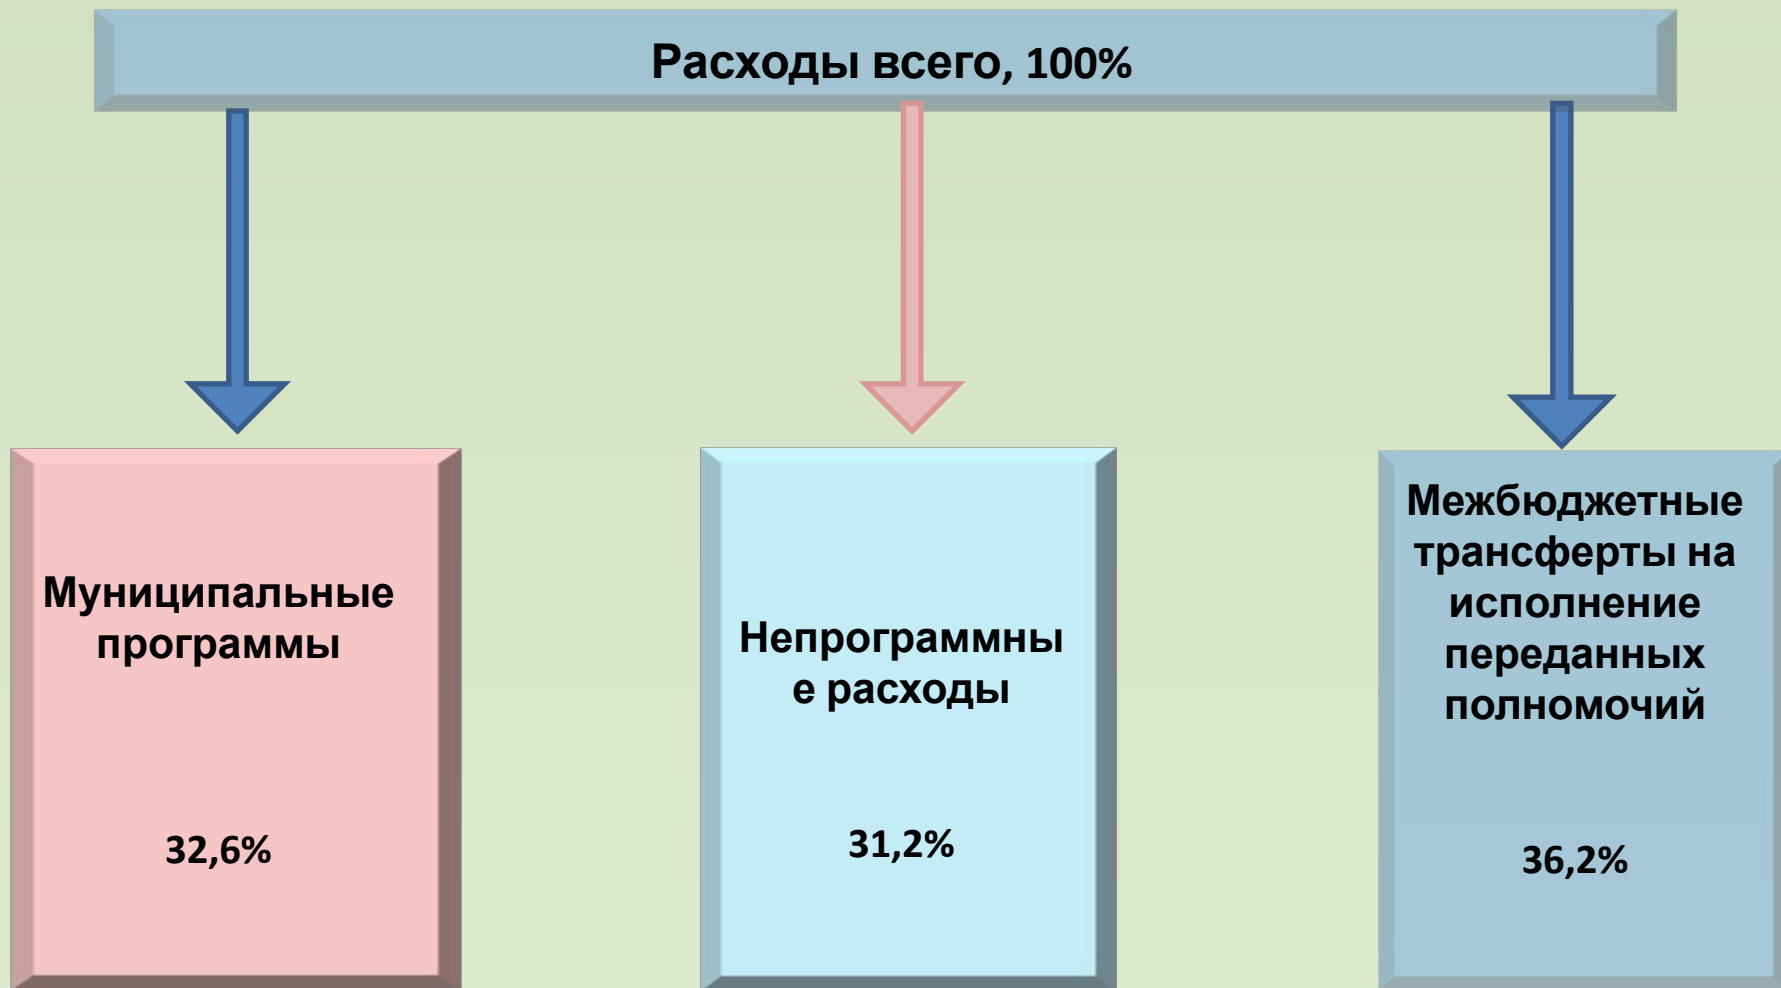 Расходы всего, 100%
Муниципальные
программы
32,6%
Непрограммны
е расходы
31,2%
Межбюджетные
трансферты на
исполнение
переданных
полномочий
36,2%